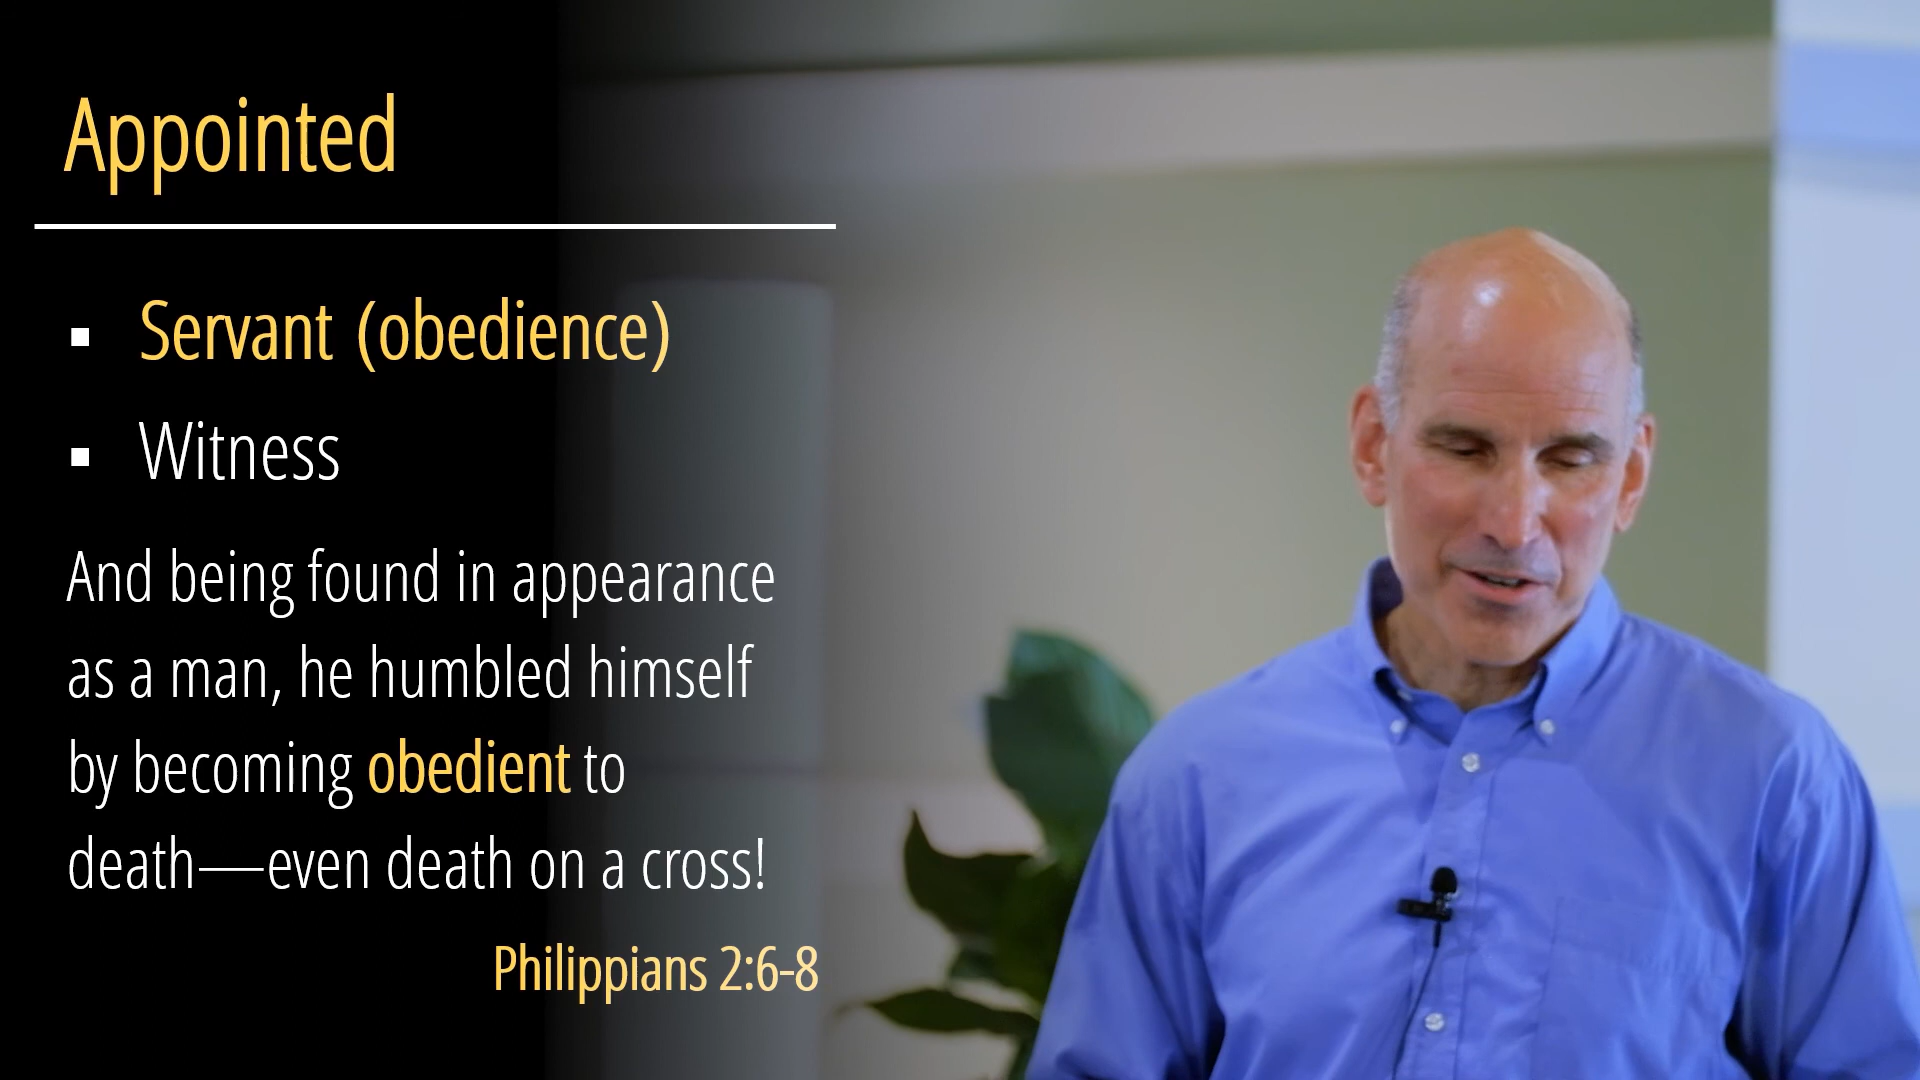 Appointed
▪ Servant (obedience)
▪ Witness
And being found in appearance
as a man, he humbled himself
by becoming obedient to
death—even death on a cross!
Philippians 2:6-8